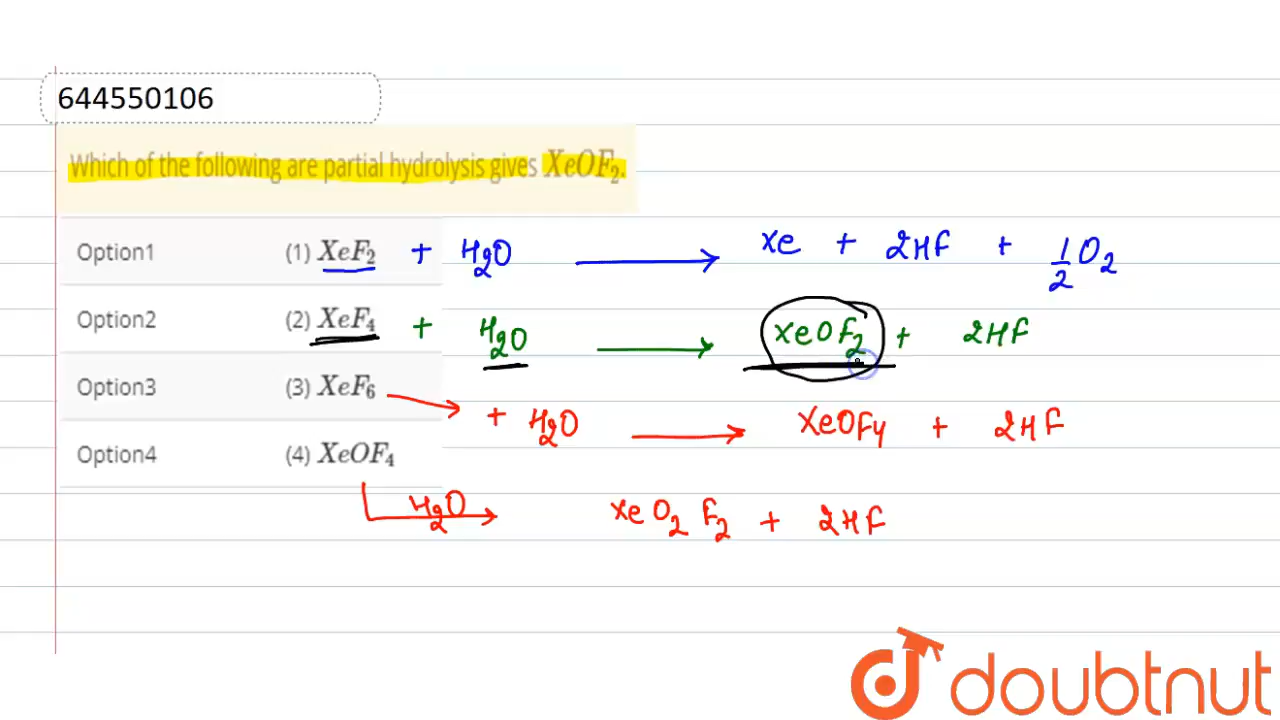 644550106
Which of the following are partial hydrolysis gives XeOF₂.
Option1 (1) XeF₂ + H₂O → Xe + 2HF + 1/2 O₂
Option2 (2) XeF₄ + H₂O → XeOF₂ + 2HF
Option3 (3) XeF₆ + H₂O → XeOF₄ + 2HF
Option4 (4) XeOF₄
H₂O → XeO₂F₂ + 2HF
doubtnut